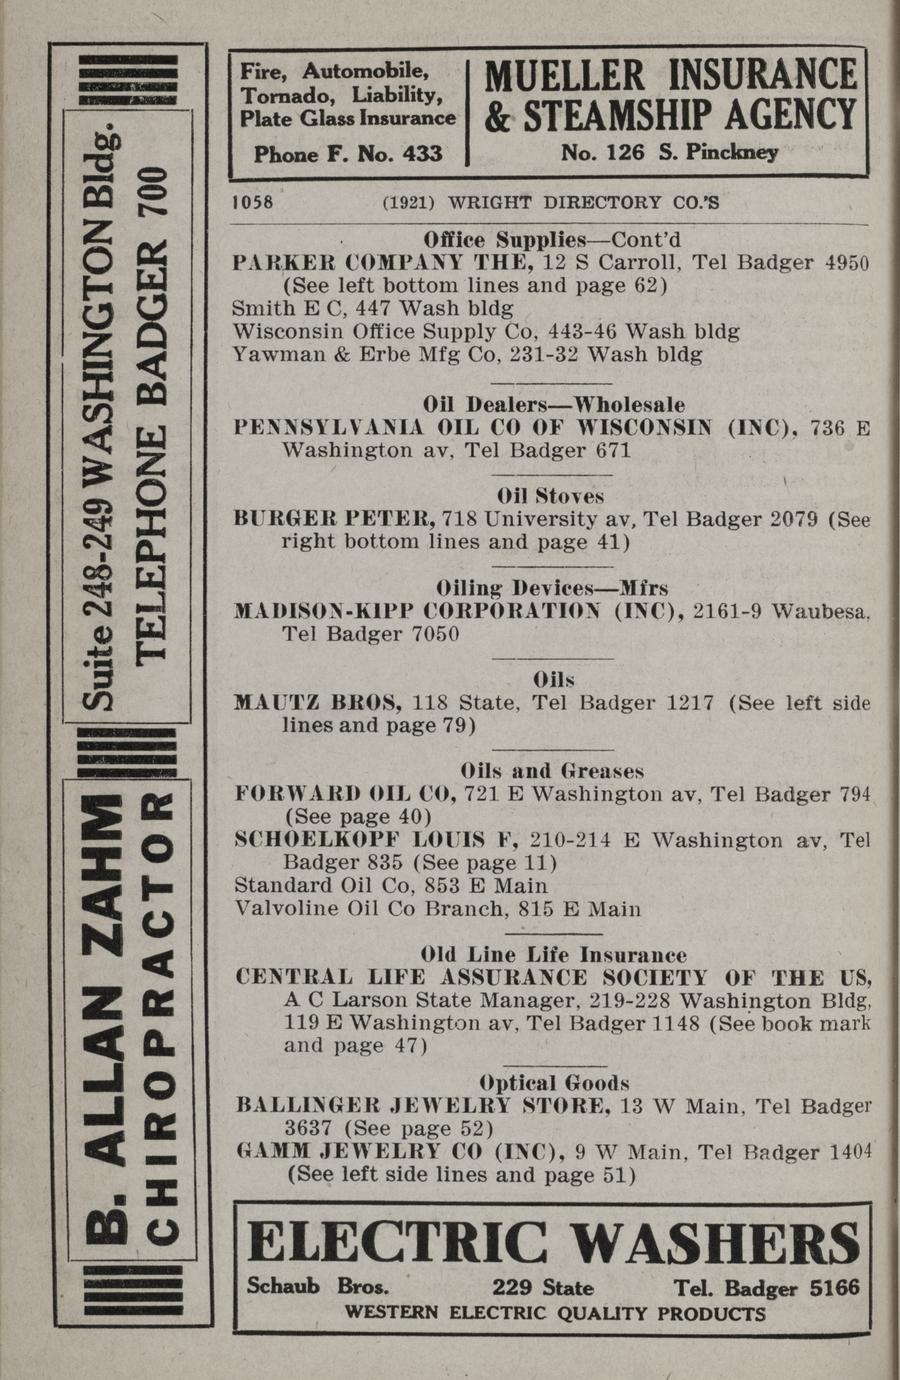 Fire, Automobile,
Tornado, Liability,
Plate Glass Insurance
Phone F. No. 433
MUELLER INSURANCE
& STEAMSHIP AGENCY
No. 126 S. Pinckney
1058 (1921) WRIGHT DIRECTORY CO.'S
Office Supplies—Cont'd
PARKER COMPANY THE, 12 S Carroll, Tel Badger 4950
(See left bottom lines and page 62)
Smith E C, 447 Wash bldg
Wisconsin Office Supply Co, 443-46 Wash bldg
Yawman & Erbe Mfg Co, 231-32 Wash bldg
Oil Dealers—Wholesale
PENNSYLVANIA OIL CO OF WISCONSIN (INC), 736 E
Washington av, Tel Badger 671
Oil Stoves
BURGER PETER, 718 University av, Tel Badger 2079 (See
right bottom lines and page 41)
Oiling Devices—Mfrs
MADISON-KIPP CORPORATION (INC), 2161-9 Waubesa,
Tel Badger 7050
Oils
MAUTZ BROS, 118 State, Tel Badger 1217 (See left side
lines and page 79)
Oils and Greases
FORWARD OIL CO, 721 E Washington av, Tel Badger 794
(See page 40)
SCHOELKOPF LOUIS F, 210-214 E Washington av, Tel
Badger 835 (See page 11)
Standard Oil Co, 853 E Main
Valvoline Oil Co Branch, 815 E Main
Old Line Life Insurance
CENTRAL LIFE ASSURANCE SOCIETY OF THE US,
A C Larson State Manager, 219-228 Washington Bldg,
119 E Washington av, Tel Badger 1148 (See book mark
and page 47)
Optical Goods
BALLINGER JEWELRY STORE, 13 W Main, Tel Badger
3637 (See page 52)
GAMM JEWELRY CO (INC), 9 W Main, Tel Badger 1404
(See left side lines and page 51)
ELECTRIC WASHERS
Schaub Bros. 229 State Tel. Badger 5166
WESTERN ELECTRIC QUALITY PRODUCTS
B. ALLAN ZAHM
CHIROPRACTOR
Suite 248-249 WASHINGTON Bldg.
TELEPHONE BADGER 700